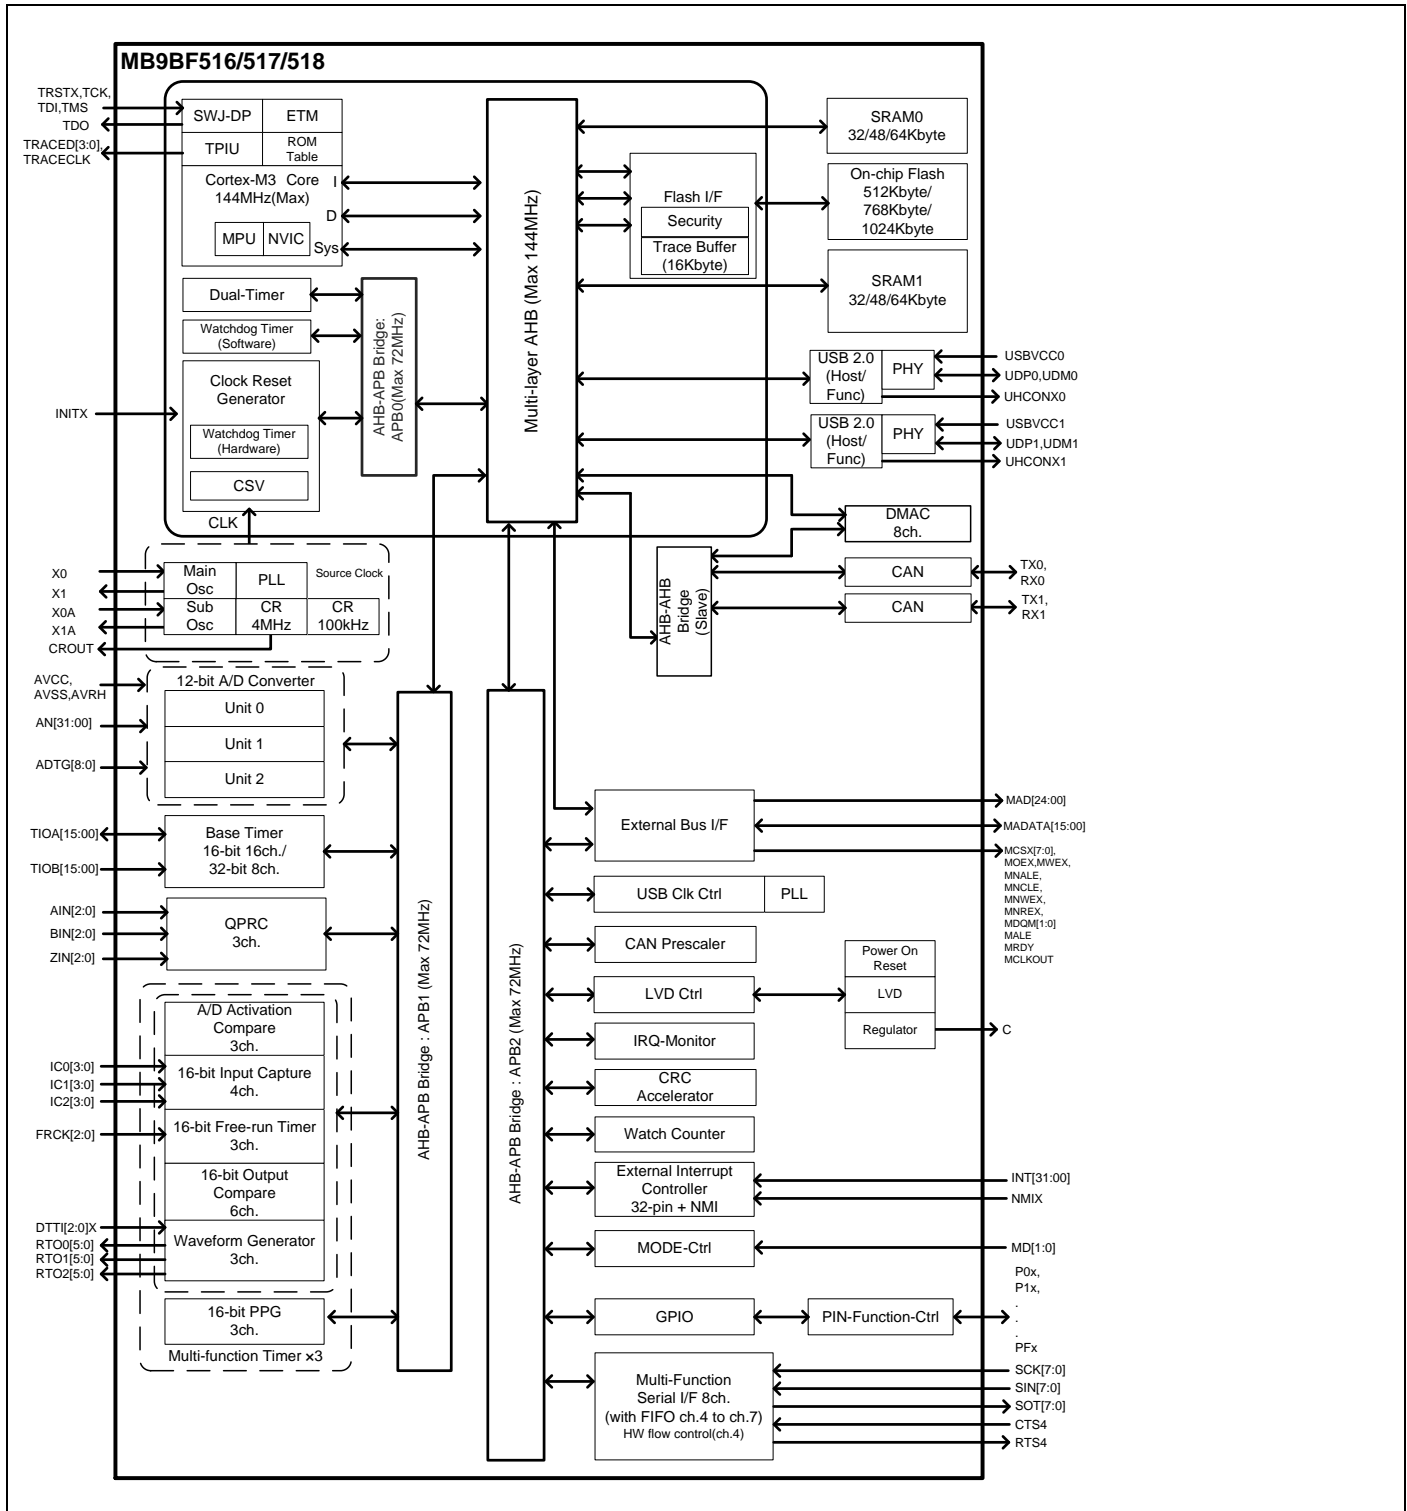 MB9BF516/517/518
TRSTX,TCK,
TDI,TMS
TDO
TRACED[3:0],
TRACECLK
SWJ-DP
ETM
TPIU
ROM
Table
Cortex-M3 Core
144MHz(Max)
I
D
Sys
MPU
NVIC
Dual-Timer
Watchdog Timer
(Software)
Clock Reset
Generator
Watchdog Timer
(Hardware)
CSV
CLK
INITX
AHB-APB Bridge:
APB0(Max 72MHz)
Multi-layer AHB (Max 144MHz)
Flash I/F
Security
Trace Buffer
(16Kbyte)
SRAM0
32/48/64Kbyte
On-chip Flash
512Kbyte/
768Kbyte/
1024Kbyte
SRAM1
32/48/64Kbyte
USB 2.0
(Host/
Func)
PHY
USBVCC0
UDP0,UDM0
UHCONX0
USB 2.0
(Host/
Func)
PHY
USBVCC1
UDP1,UDM1
UHCONX1
DMAC
8ch.
AHB-AHB
Bridge
(Slave)
CAN
TX0,
RX0
CAN
TX1,
RX1
X0
X1
X0A
X1A
CROUT
Main
Osc
PLL
Source Clock
Sub
Osc
CR
4MHz
CR
100kHz
AVCC,
AVSS,AVRH
AN[31:00]
ADTG[8:0]
12-bit A/D Converter
Unit 0
Unit 1
Unit 2
TIOA[15:00]
TIOB[15:00]
Base Timer
16-bit 16ch./
32-bit 8ch.
AIN[2:0]
BIN[2:0]
ZIN[2:0]
QPRC
3ch.
A/D Activation
Compare
3ch.
IC0[3:0]
IC1[3:0]
IC2[3:0]
16-bit Input Capture
4ch.
FRCK[2:0]
16-bit Free-run Timer
3ch.
16-bit Output
Compare
6ch.
DTTI[2:0]X
RTO0[5:0]
RTO1[5:0]
RTO2[5:0]
Waveform Generator
3ch.
16-bit PPG
3ch.
Multi-function Timer ×3
AHB-APB Bridge : APB1 (Max 72MHz)
AHB-APB Bridge : APB2 (Max 72MHz)
External Bus I/F
MAD[24:00]
MADATA[15:00]
MCSX[7:0],
MOEX,MWEX,
MNALE,
MNCLE,
MNWEX,
MNREX,
MDQM[1:0]
MALE
MRDY
MCLKOUT
USB Clk Ctrl
PLL
CAN Prescaler
LVD Ctrl
Power On
Reset
LVD
Regulator
C
IRQ-Monitor
CRC
Accelerator
Watch Counter
External Interrupt
Controller
32-pin + NMI
INT[31:00]
NMIX
MODE-Ctrl
MD[1:0]
GPIO
PIN-Function-Ctrl
P0x,
P1x,
.
.
.
PFx
Multi-Function
Serial I/F 8ch.
(with FIFO ch.4 to ch.7)
HW flow control(ch.4)
SCK[7:0]
SIN[7:0]
SOT[7:0]
CTS4
RTS4